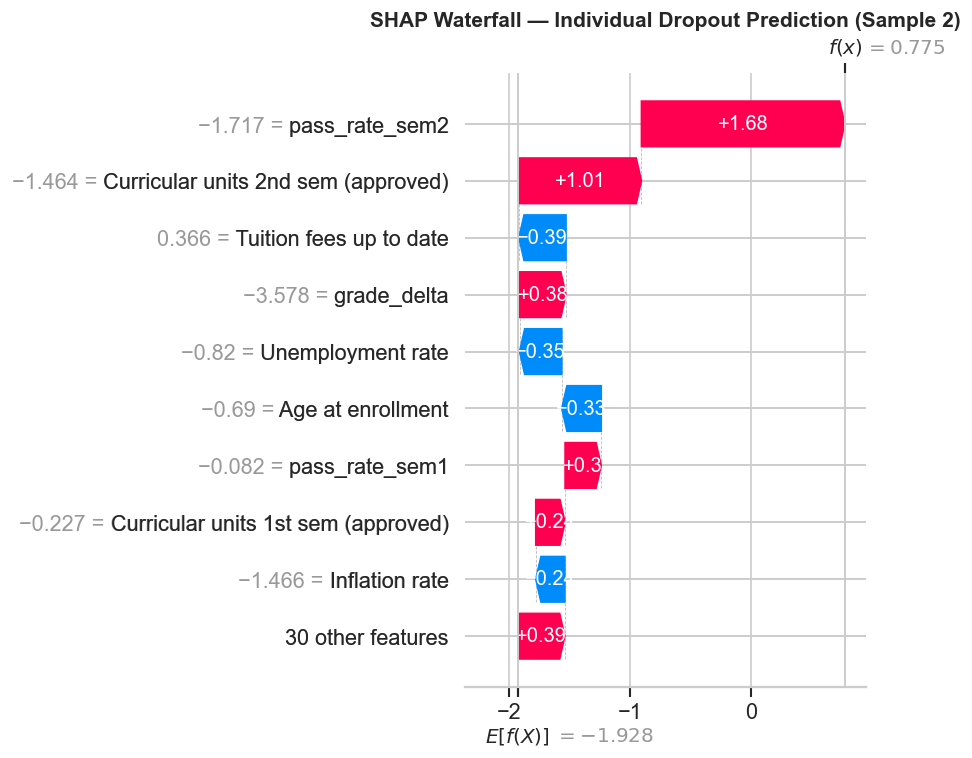 SHAP Waterfall — Individual Dropout Prediction (Sample 2)
f(x) = 0.775
−1.717 = pass_rate_sem2
+1.68
−1.464 = Curricular units 2nd sem (approved)
+1.01
0.366 = Tuition fees up to date
−0.39
−3.578 = grade_delta
+0.38
−0.82 = Unemployment rate
−0.35
−0.69 = Age at enrollment
−0.33
−0.082 = pass_rate_sem1
+0.3
−0.227 = Curricular units 1st sem (approved)
−1.466 = Inflation rate
30 other features
+0.39
−2 −1 0
E[f(X)] = −1.928